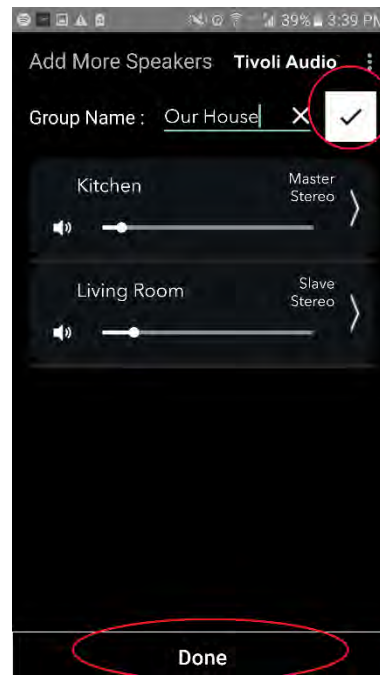 39% 3:39 PM
Add More Speakers Tivoli Audio
Group Name : Our House
Kitchen
Master
Stereo
Living Room
Slave
Stereo
Done